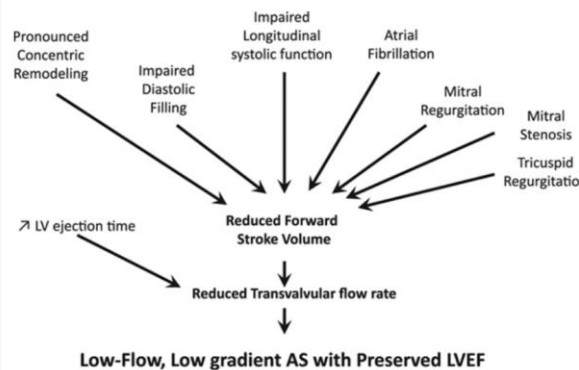 Pronounced
Concentric
Remodeling
Impaired
Diastolic
Filling
Impaired
Longitudinal
systolic function
Atrial
Fibrillation
Mitral
Regurgitation
Mitral
Stenosis
Tricuspid
Regurgitatio
Reduced Forward
Stroke Volume
↗ LV ejection time
Reduced Transvalvular flow rate
Low-Flow, Low gradient AS with Preserved LVEF